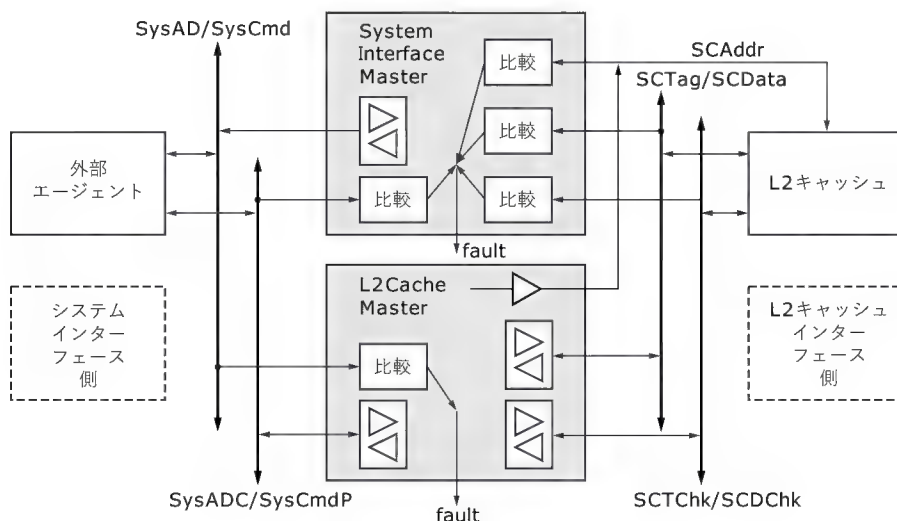 SysAD/SysCmd
System
Interface
Master
比較
SCAddr
SCTag/SCData
比較
外部
エージェント
比較
比較
L2キャッシュ
fault
L2Cache
Master
システム
インター
フェース
側
比較
L2キャッシュ
インター
フェース
側
SysADC/SysCmdP
fault
SCTChk/SCDChk